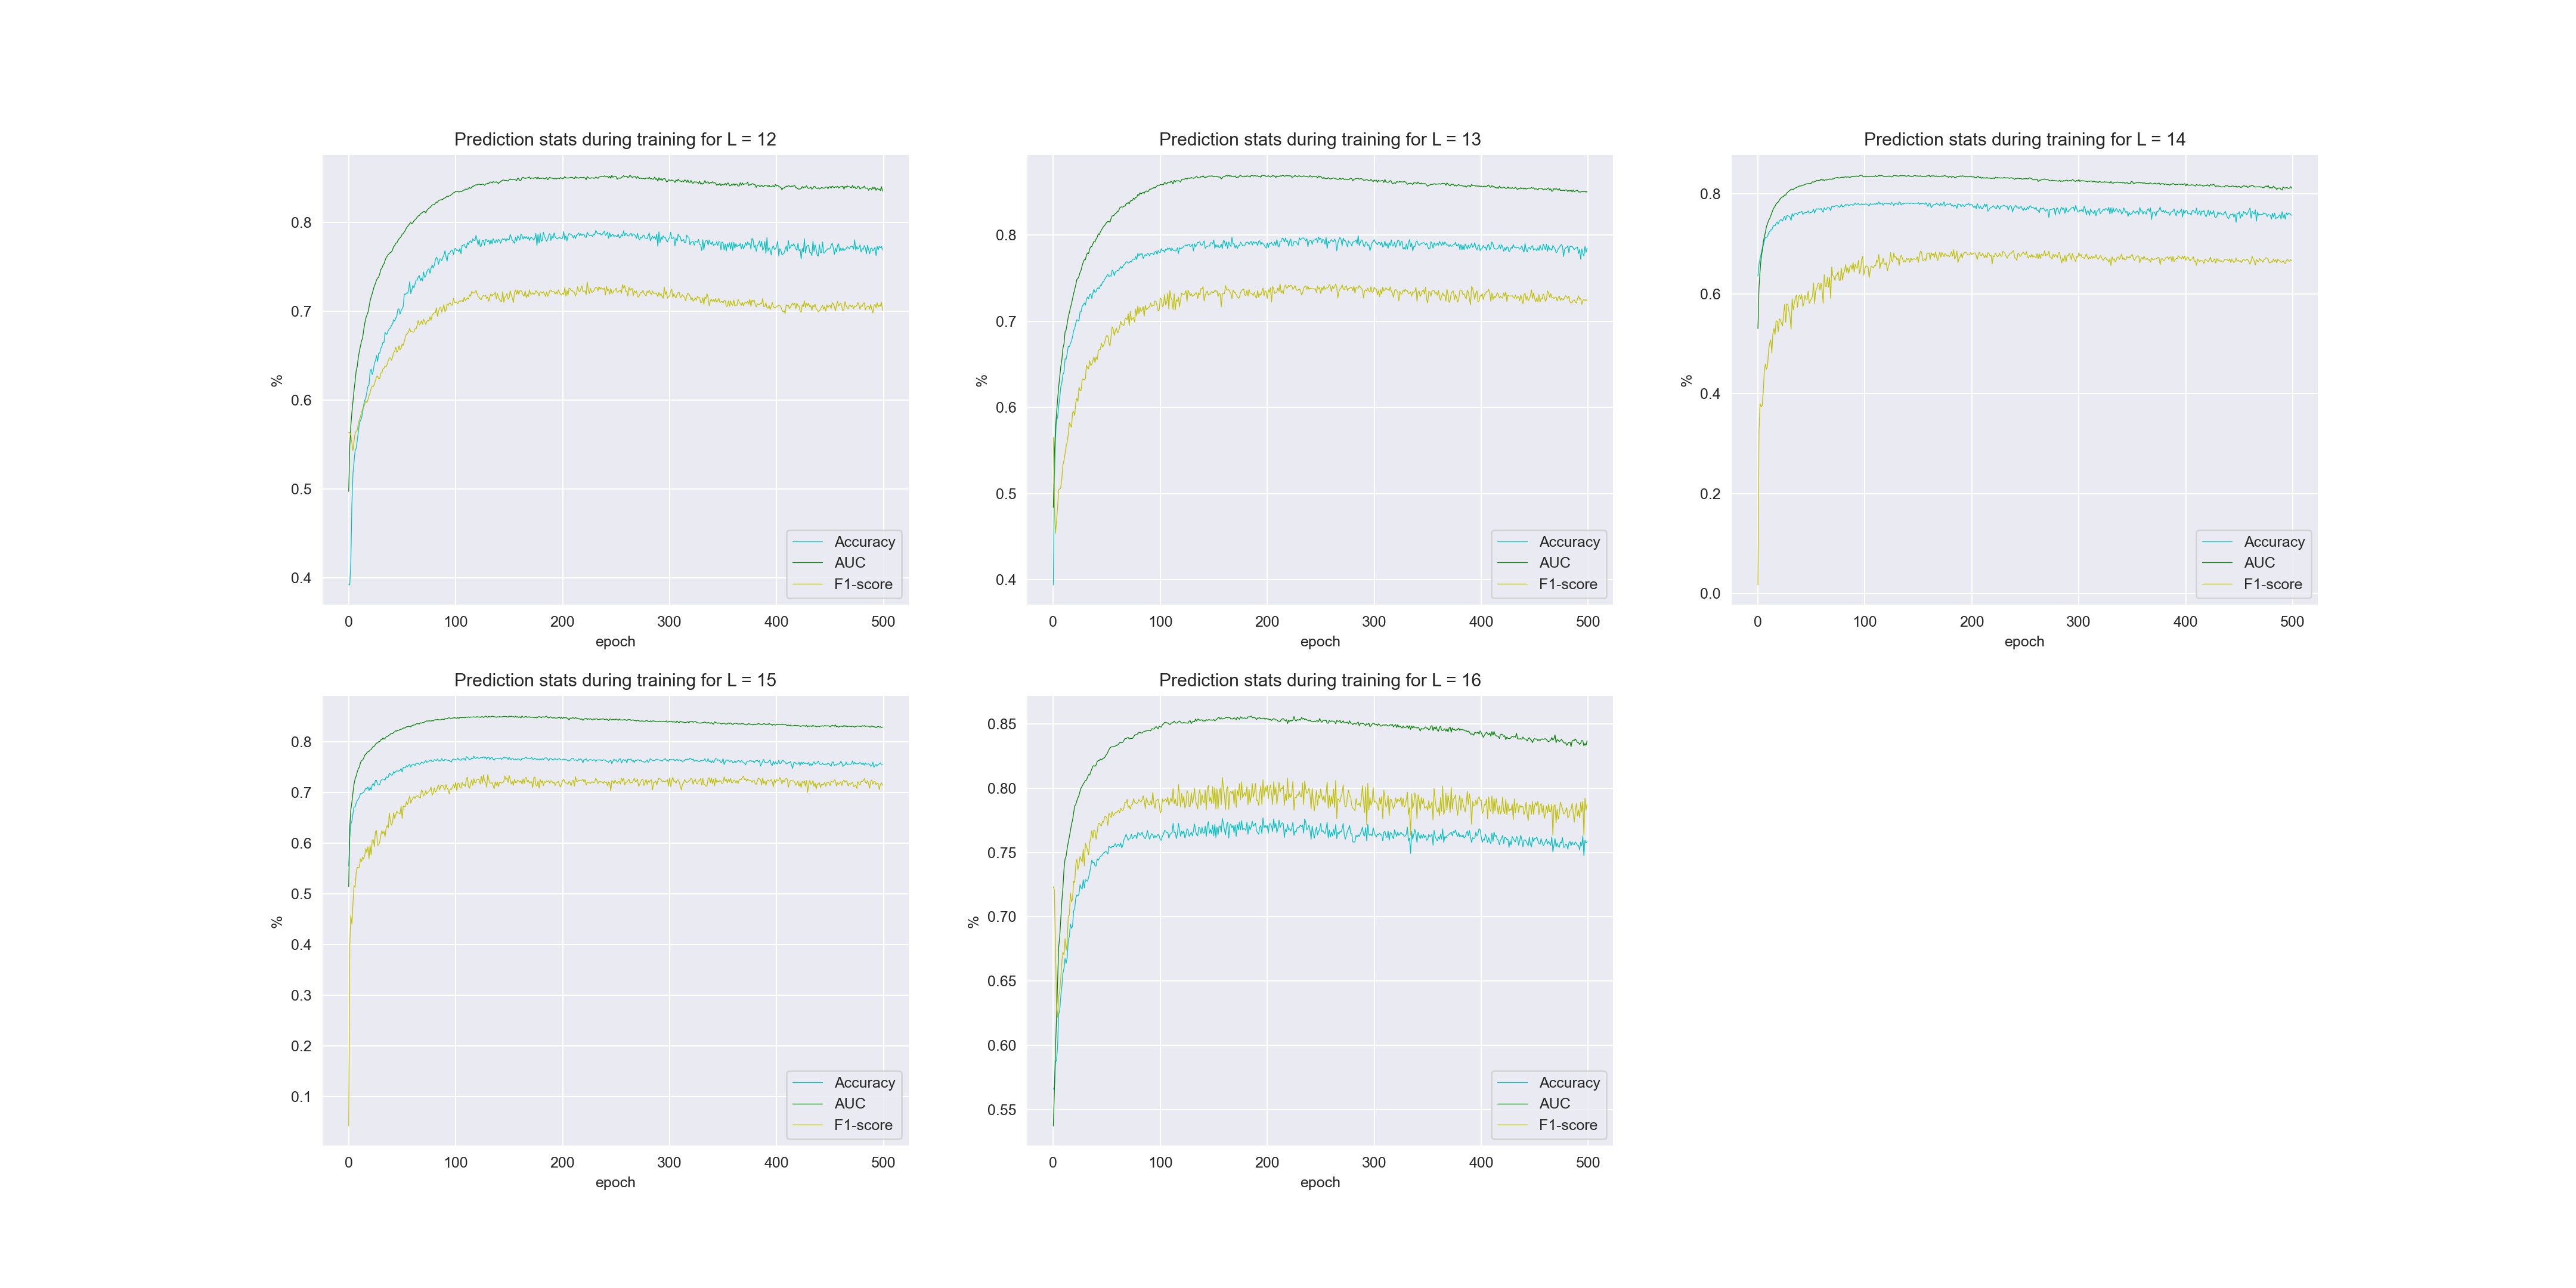 Prediction stats during training for L = 12
%
0.8
0.7
0.6
0.5
0.4
0
100
200
300
400
500
epoch
Accuracy
AUC
F1-score
Prediction stats during training for L = 13
%
0.8
0.7
0.6
0.5
0.4
0
100
200
300
400
500
epoch
Accuracy
AUC
F1-score
Prediction stats during training for L = 14
%
0.8
0.6
0.4
0.2
0.0
0
100
200
300
400
500
epoch
Accuracy
AUC
F1-score
Prediction stats during training for L = 15
%
0.8
0.7
0.6
0.5
0.4
0.3
0.2
0.1
0
100
200
300
400
500
epoch
Accuracy
AUC
F1-score
Prediction stats during training for L = 16
%
0.85
0.80
0.75
0.70
0.65
0.60
0.55
0
100
200
300
400
500
epoch
Accuracy
AUC
F1-score